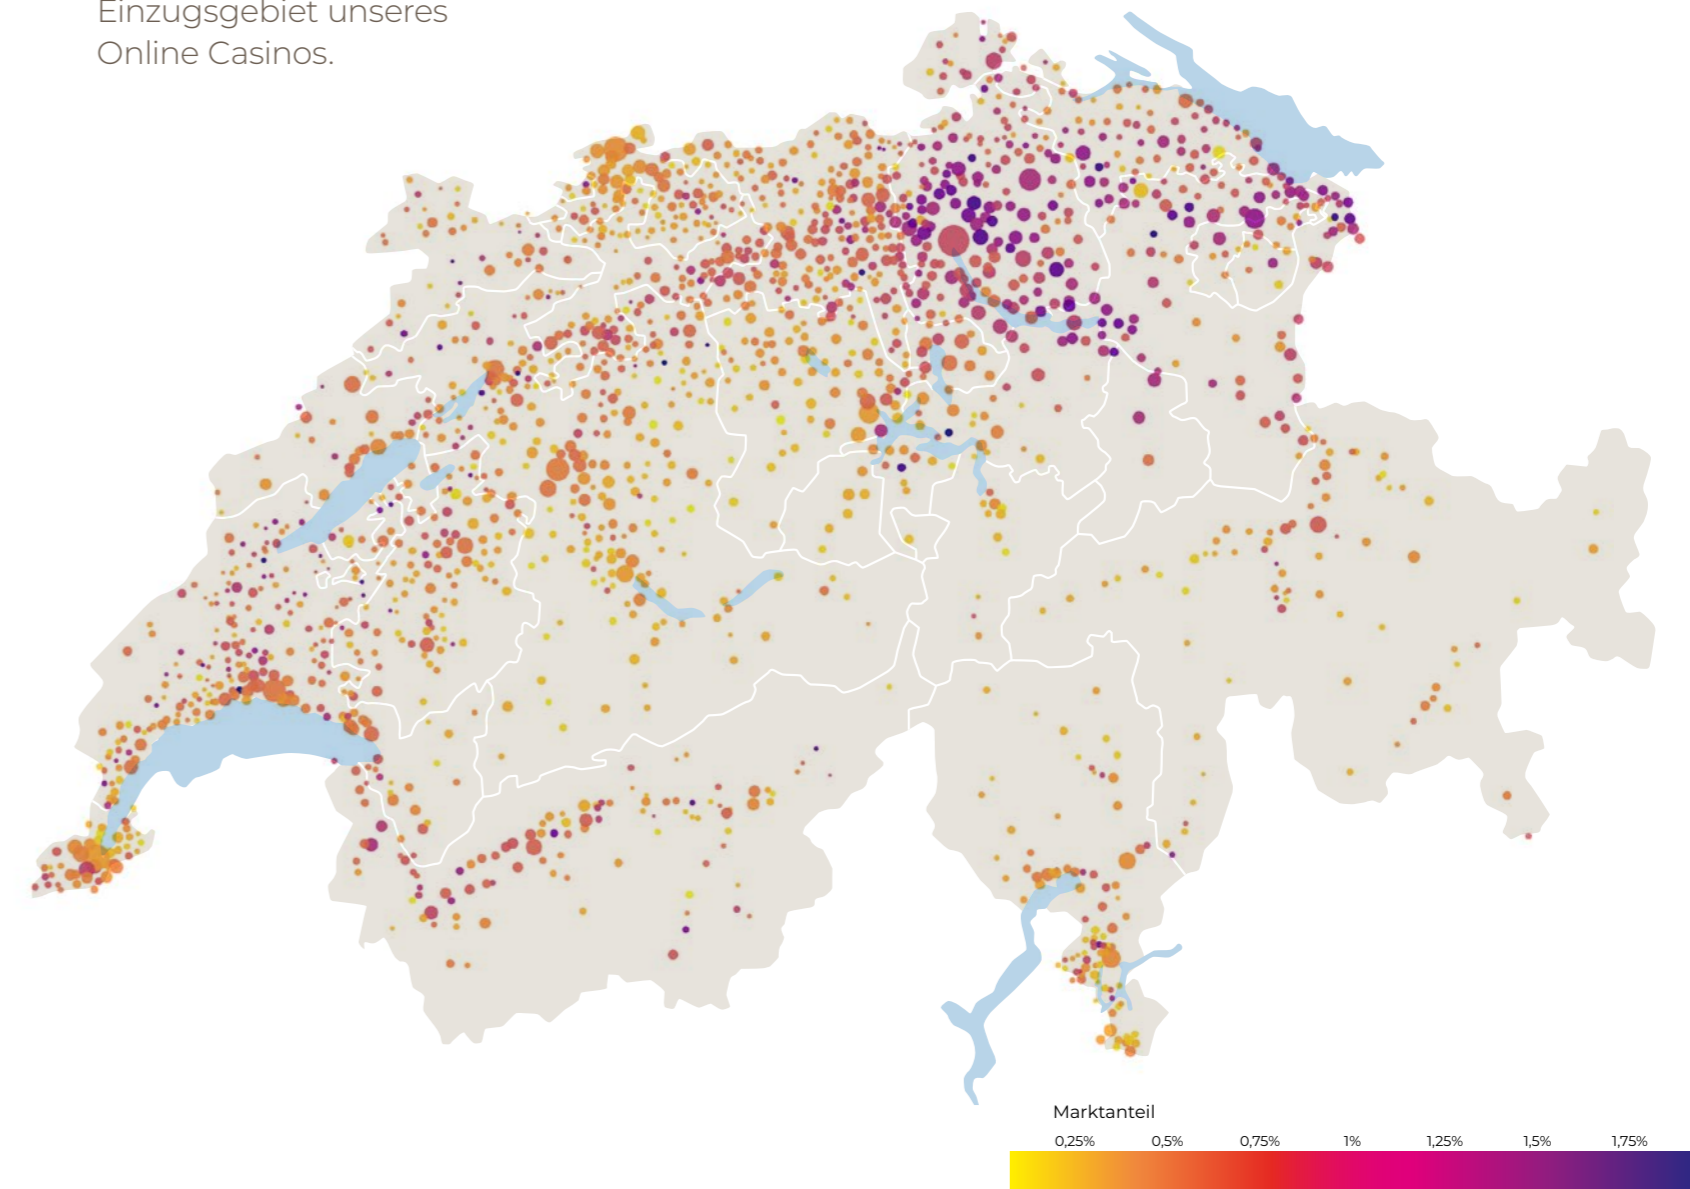 Einzugsgebiet unseres
Online Casinos.
Marktanteil
0,25% 0,5% 0,75% 1% 1,25% 1,5% 1,75%